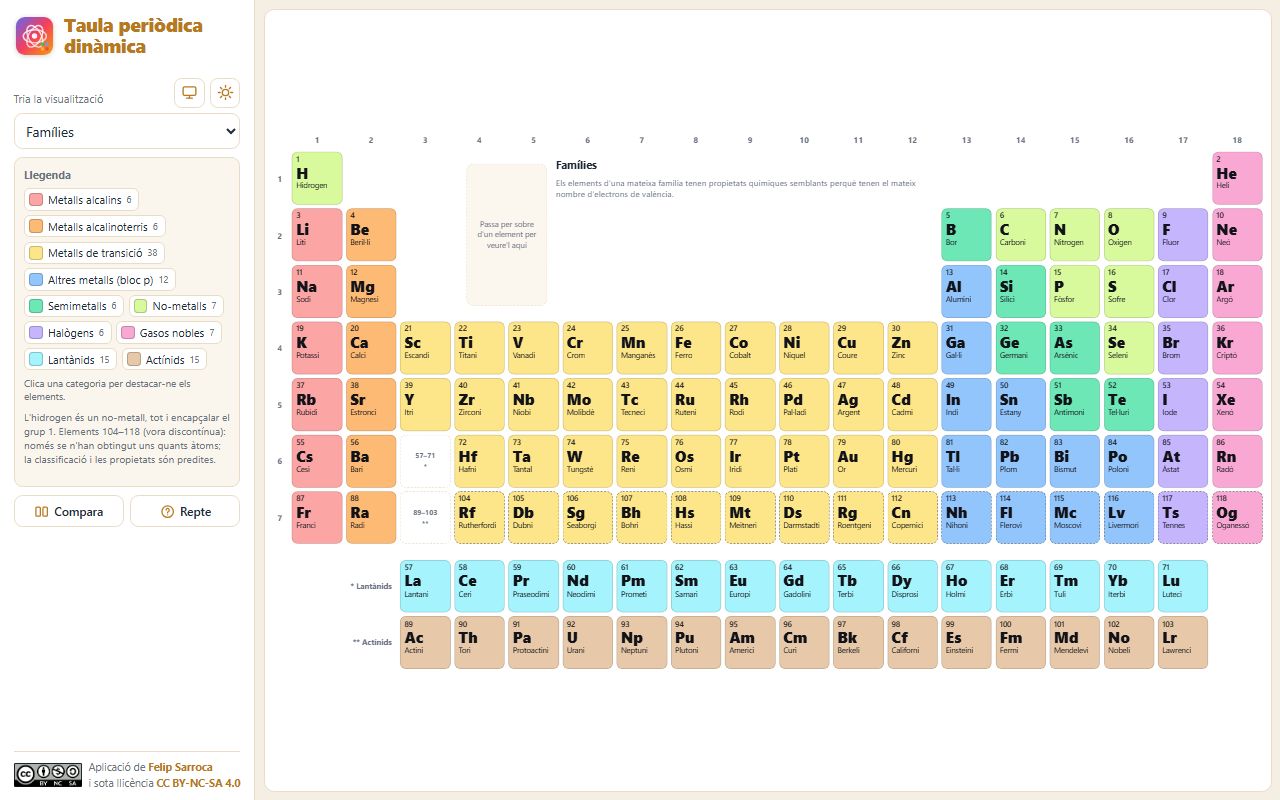 Taula periòdica
dinàmica
Tria la visualització
Famílies
Llegenda
Metalls alcalins 6
Metalls alcalinoterris 6
Metalls de transició 38
Altres metalls (bloc p) 12
Semimetalls 6 No-metalls 7
Halògens 6 Gasos nobles 7
Lantànids 15 Actínids 15
Clica una categoria per destacar-ne els
elements.
L'hidrogen és un no-metall, tot i encapçalar el
grup 1. Elements 104–118 (vora discontínua):
només se n'han obtingut uns quants àtoms;
la classificació i les propietats són predites.
Compara Repte
Aplicació de Felip Sarroca
i sota llicència CC BY-NC-SA 4.0
CC BY NC SA
1 2 3 4 5 6 7 8 9 10 11 12 13 14 15 16 17 18
Famílies
Els elements d'una mateixa família tenen propietats químiques semblants perquè tenen el mateix
nombre d'electrons de valència.
Passa per sobre
d'un element per
veure'l aquí
1
1 2
H He
Hidrogen Heli
2
3 4 5 6 7 8 9 10
Li Be B C N O F Ne
Liti Beril·li Bor Carboni Nitrogen Oxigen Fluor Neó
3
11 12 13 14 15 16 17 18
Na Mg Al Si P S Cl Ar
Sodi Magnesi Alumini Silici Fòsfor Sofre Clor Argó
4
19 20 21 22 23 24 25 26 27 28 29 30 31 32 33 34 35 36
K Ca Sc Ti V Cr Mn Fe Co Ni Cu Zn Ga Ge As Se Br Kr
Potassi Calci Escandi Titani Vanadi Crom Manganès Ferro Cobalt Níquel Coure Zinc Gal·li Germani Arsènic Seleni Brom Criptó
5
37 38 39 40 41 42 43 44 45 46 47 48 49 50 51 52 53 54
Rb Sr Y Zr Nb Mo Tc Ru Rh Pd Ag Cd In Sn Sb Te I Xe
Rubidi Estronci Itri Zirconi Niobi Molibdè Tecneci Ruteni Rodi Pal·ladi Argent Cadmi Indi Estany Antimoni Tel·luri Iode Xenó
6
55 56 57–71 72 73 74 75 76 77 78 79 80 81 82 83 84 85 86
Cs Ba * Hf Ta W Re Os Ir Pt Au Hg Tl Pb Bi Po At Rn
Cesi Bari Hafni Tantal Tungstè Reni Osmi Iridi Platí Or Mercuri Tal·li Plom Bismut Poloni Àstat Radó
7
87 88 89–103 104 105 106 107 108 109 110 111 112 113 114 115 116 117 118
Fr Ra ** Rf Db Sg Bh Hs Mt Ds Rg Cn Nh Fl Mc Lv Ts Og
Franci Radi Rutherfordi Dubni Seaborgi Bohri Hassi Meitneri Darmstadti Roentgeni Copernici Nihoni Flerovi Moscovi Livermori Tennes Oganessó
* Lantànids
57 58 59 60 61 62 63 64 65 66 67 68 69 70 71
La Ce Pr Nd Pm Sm Eu Gd Tb Dy Ho Er Tm Yb Lu
Lantani Ceri Praseodimi Neodimi Prometi Samari Europi Gadolini Terbi Disprosi Holmi Erbi Tuli Iterbi Luteci
** Actínids
89 90 91 92 93 94 95 96 97 98 99 100 101 102 103
Ac Th Pa U Np Pu Am Cm Bk Cf Es Fm Md No Lr
Actini Tori Protoactini Urani Neptuni Plutoni Americi Curi Berkeli Californi Einsteini Fermi Mendelevi Nobeli Lawrenci